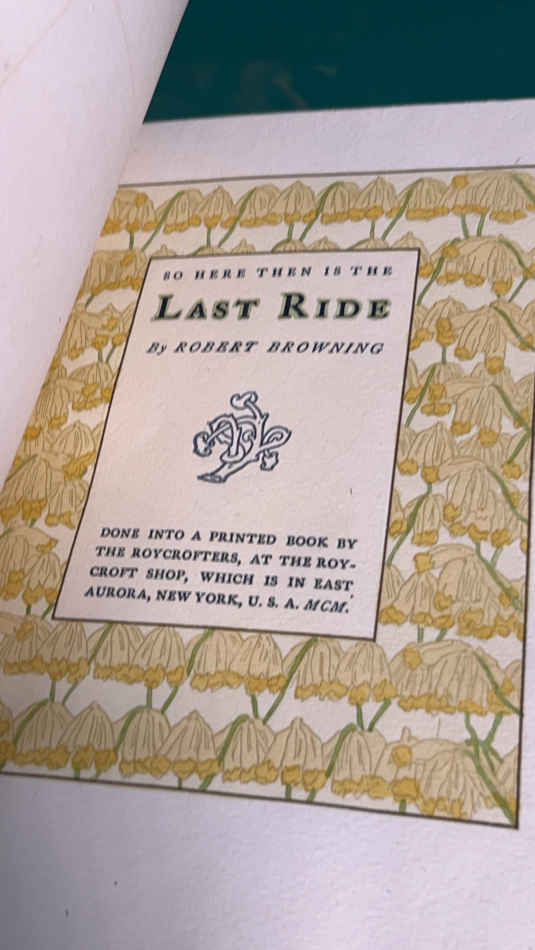 SO HERE THEN IS THE
LAST RIDE
By ROBERT BROWNING
DONE INTO A PRINTED BOOK BY
THE ROYCROFTERS, AT THE ROY-
CROFT SHOP, WHICH IS IN EAST
AURORA, NEW YORK, U. S. A. MCM.